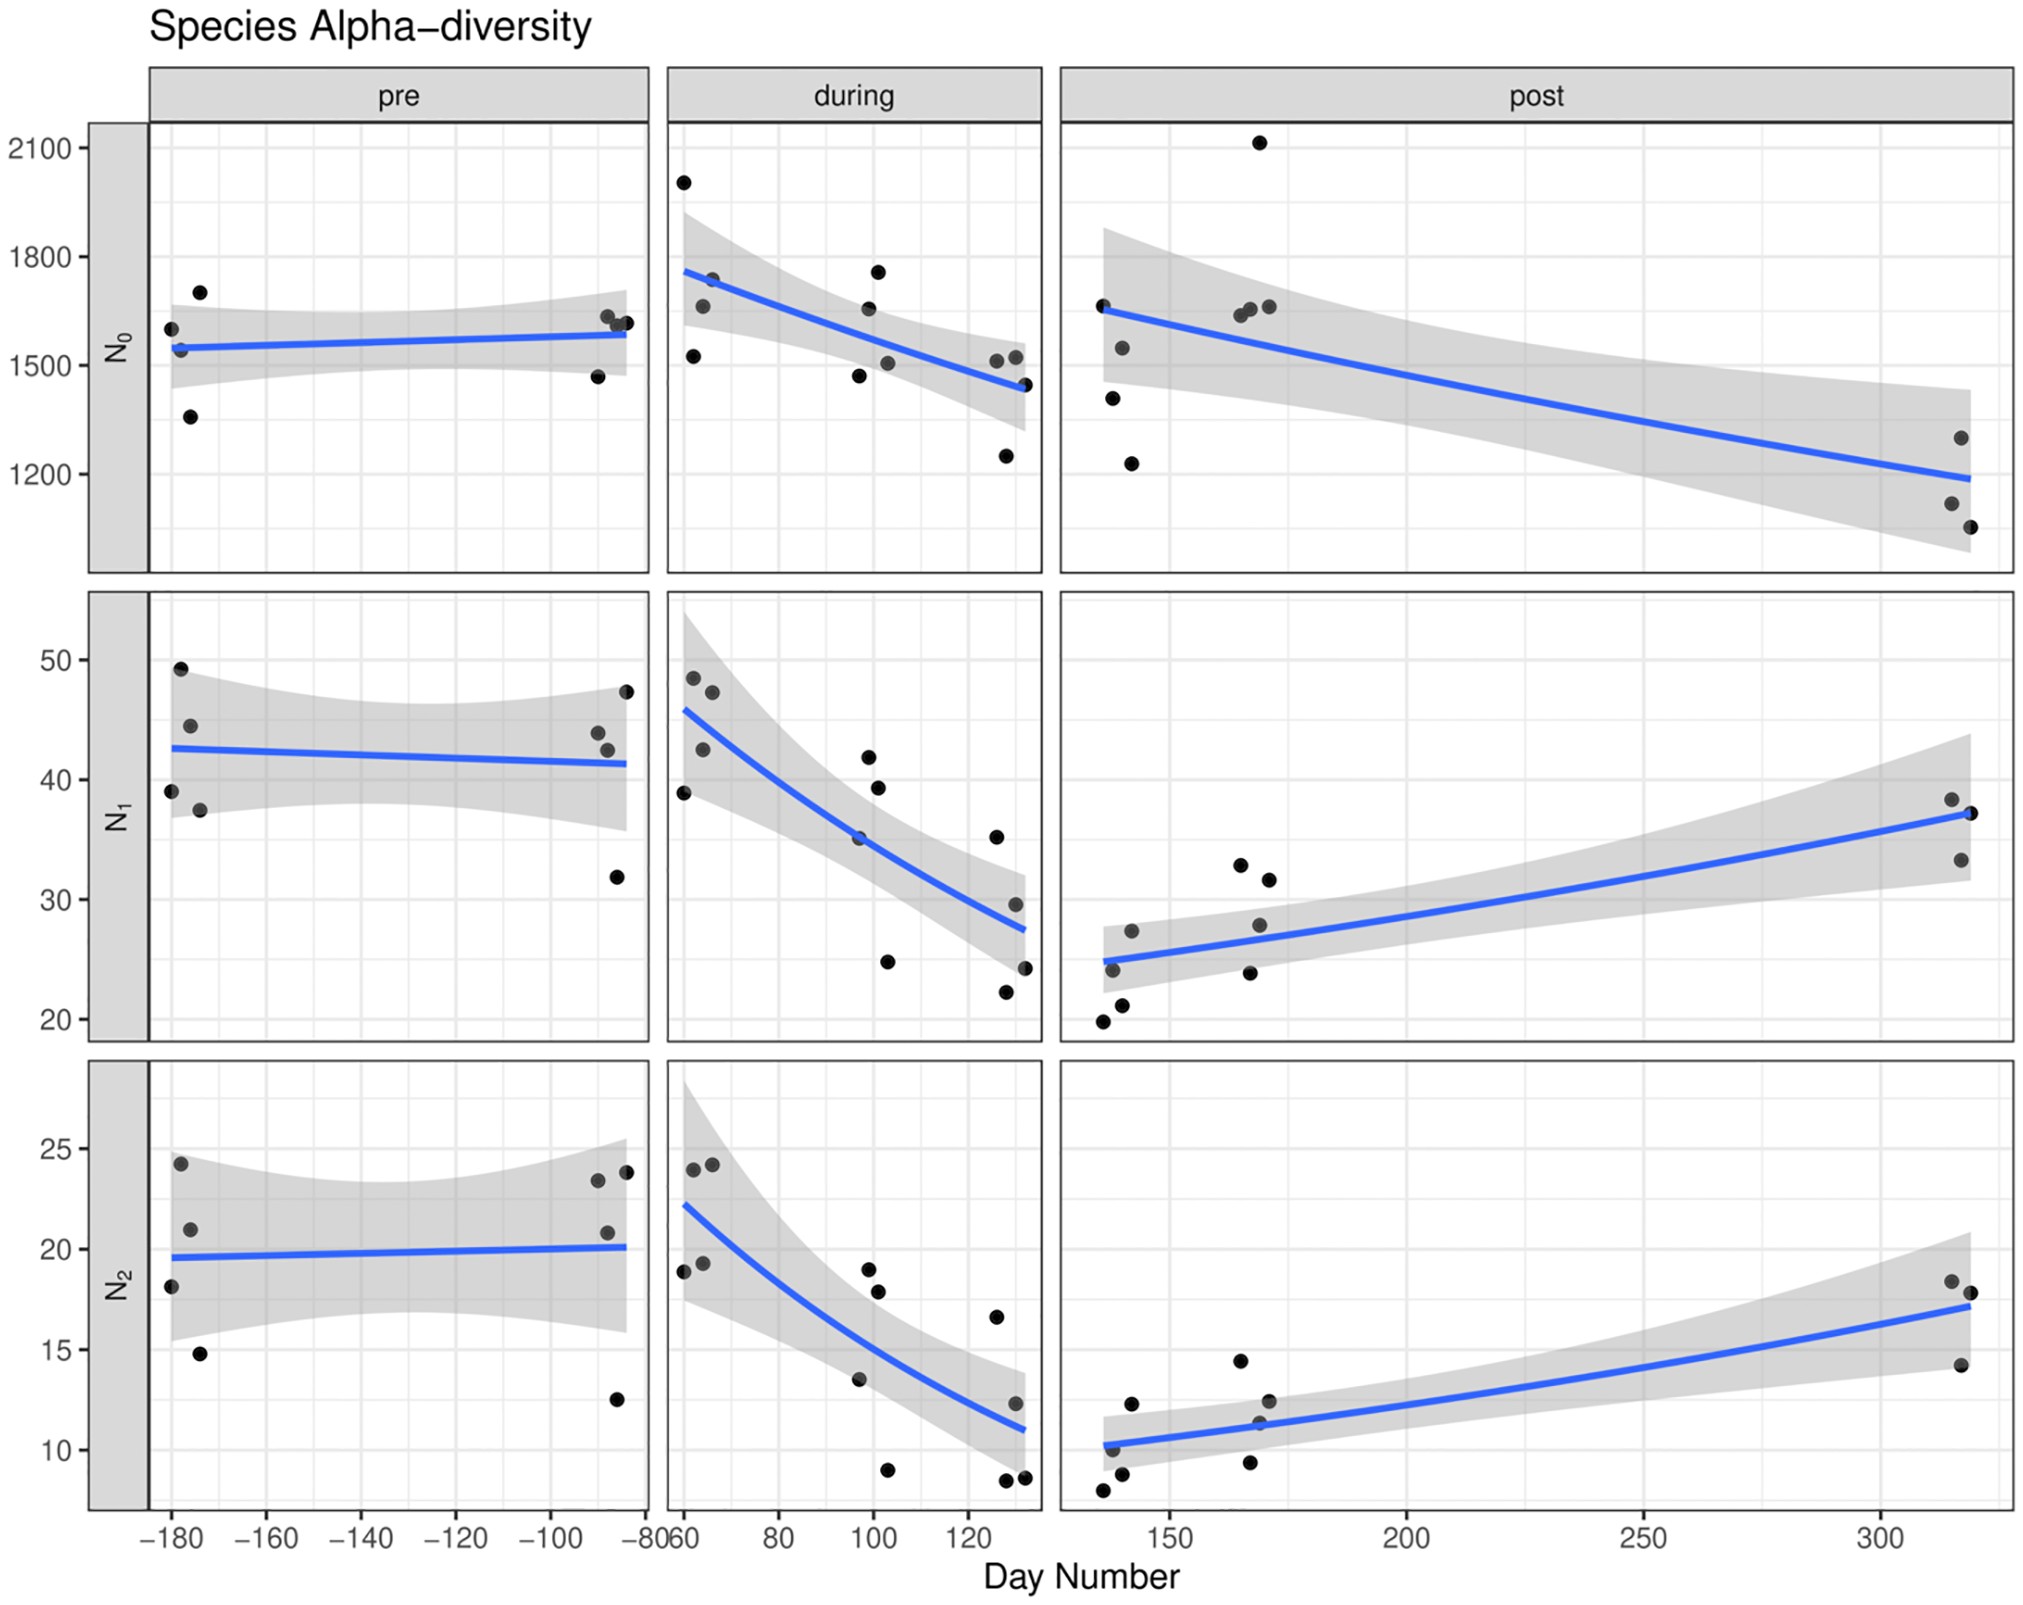 Species Alpha−diversity
pre during post
2100
1800
1500
1200
N0
50
40
30
20
N1
25
20
15
10
N2
−180 −160 −140 −120 −100 −80 60 80 100 120 150 200 250 300
Day Number